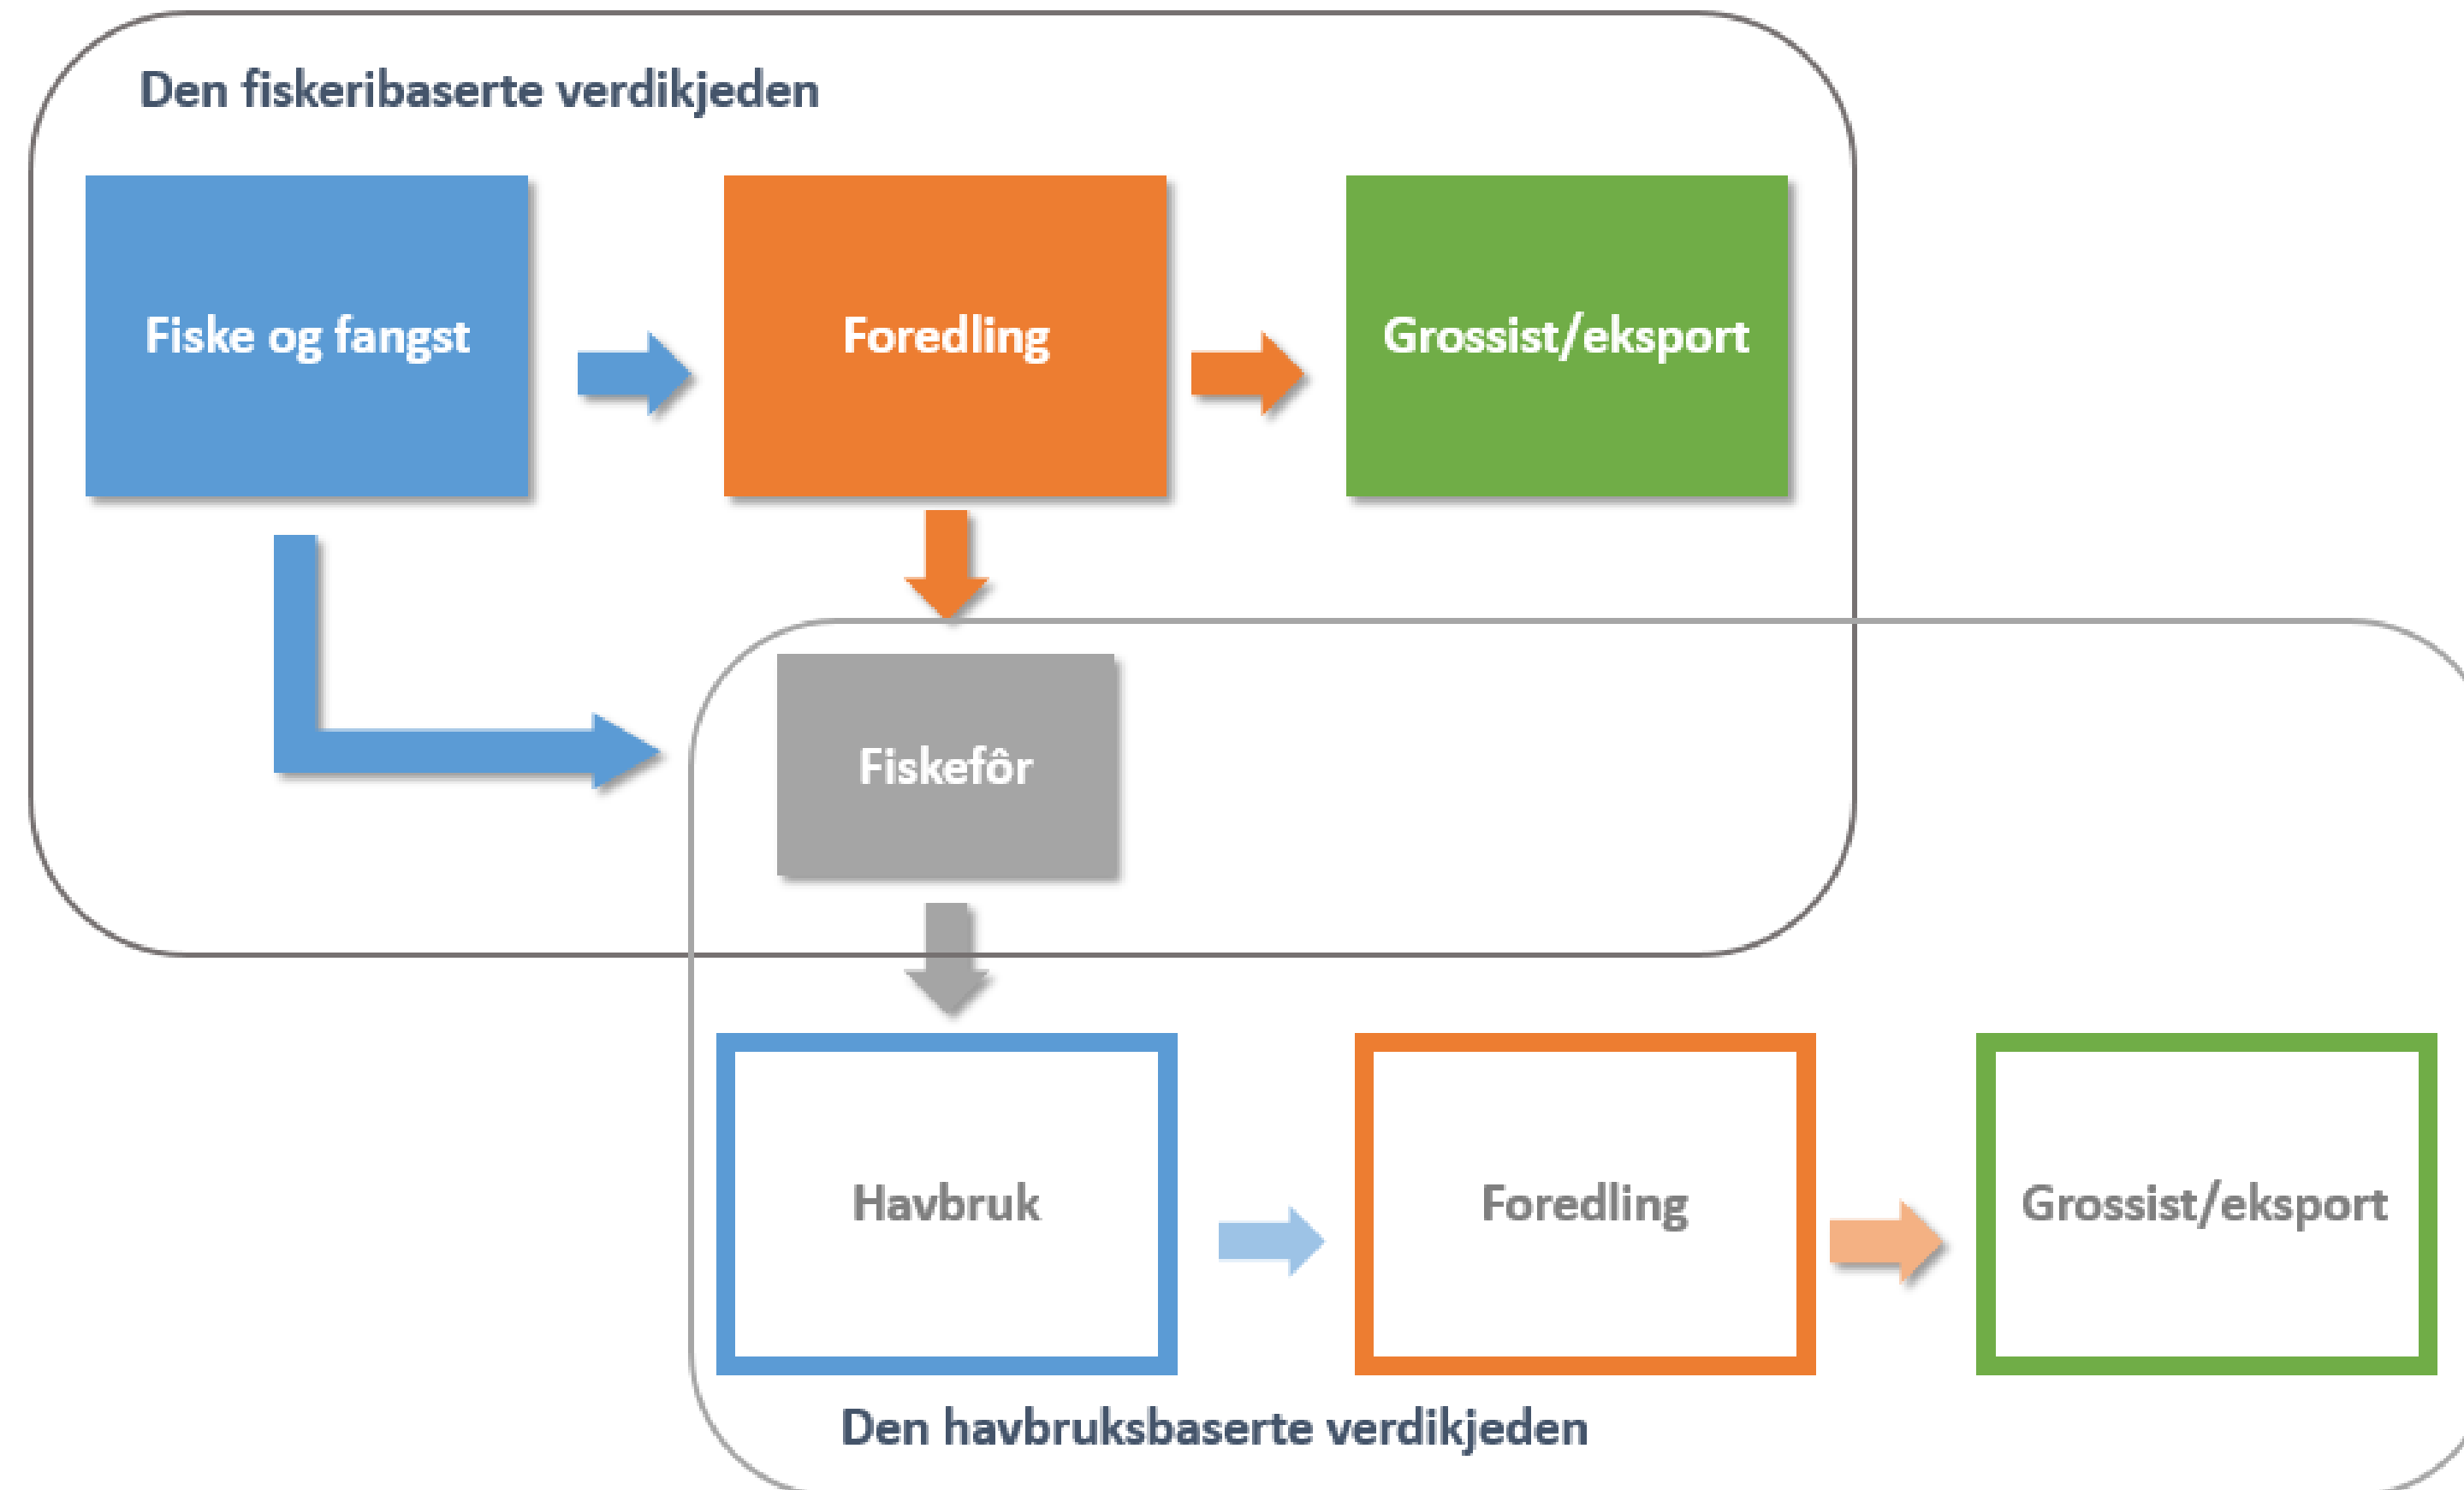 Den fiskeribaserte verdikjeden
Fiske og fangst
Foredling
Grossist/eksport
Fiskefôr
Havbruk
Foredling
Grossist/eksport
Den havbruksbaserte verdikjeden